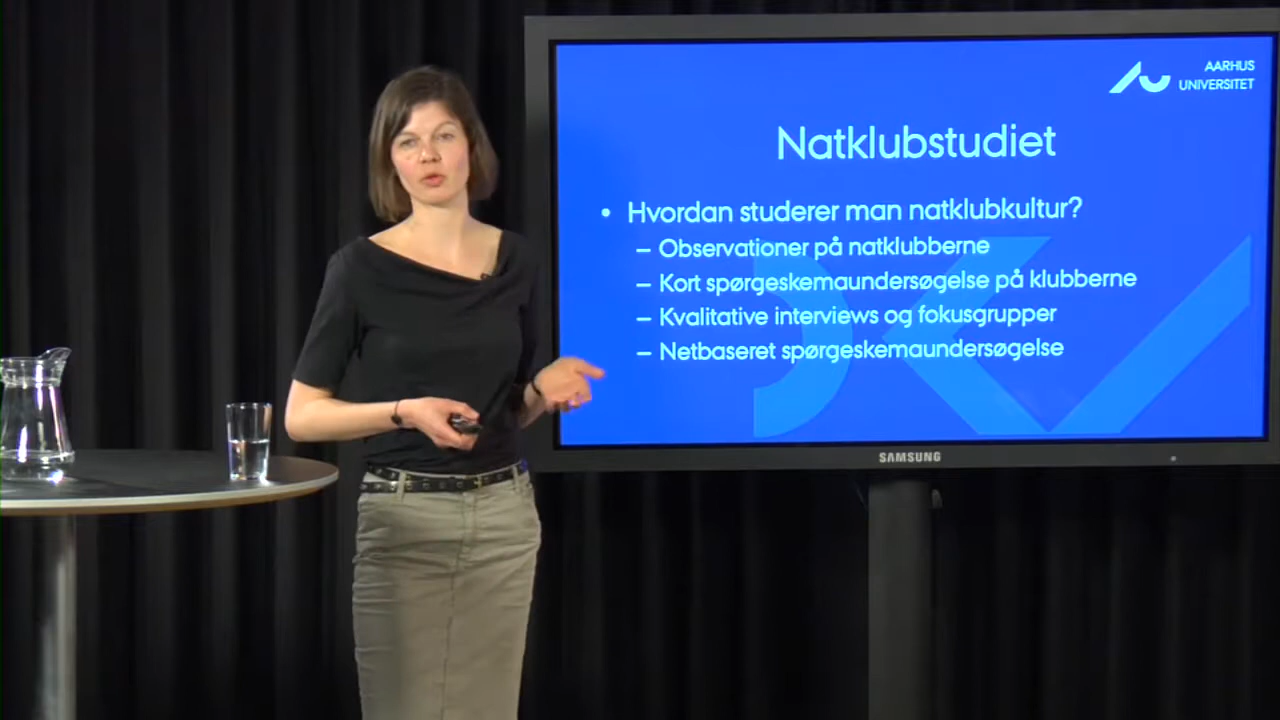 AARHUS
UNIVERSITET
Natklubstudiet
• Hvordan studerer man natklubkultur?
– Observationer på natklubberne
– Kort spørgeskemaundersøgelse på klubberne
– Kvalitative interviews og fokusgrupper
– Netbaseret spørgeskemaundersøgelse
SAMSUNG